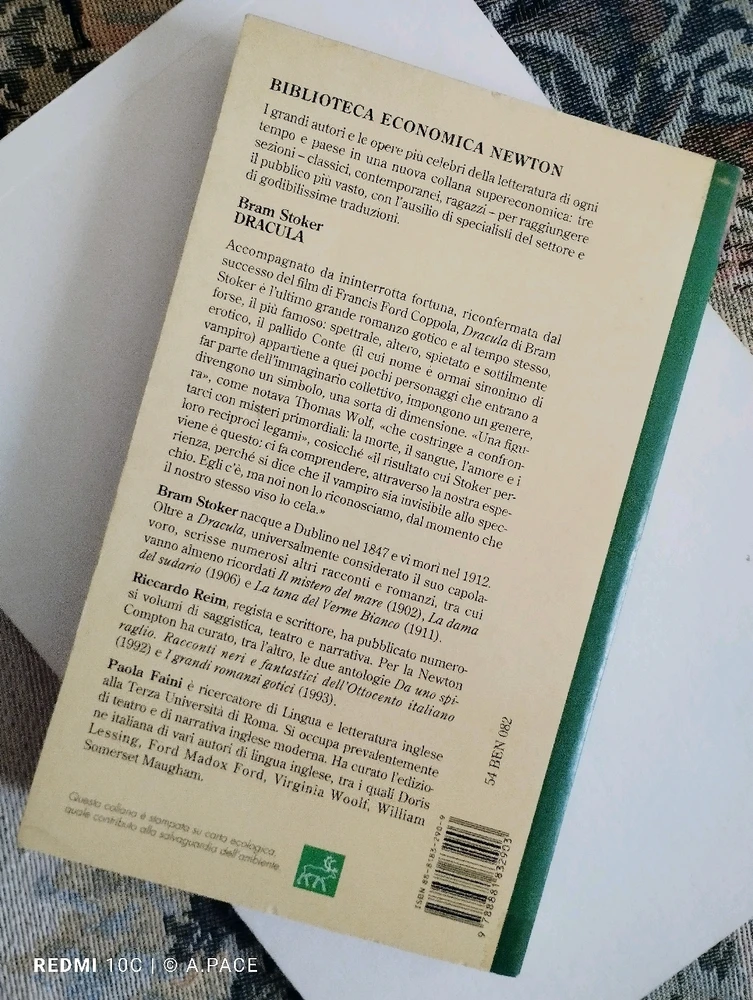 BIBLIOTECA ECONOMICA NEWTON
I grandi autori e le opere più celebri della letteratura di ogni
tempo e paese in una nuova collana supereconomica: tre
sezioni – classici, contemporanei, ragazzi – per raggiungere
il pubblico più vasto, con l'ausilio di specialisti del settore e
di godibilissime traduzioni.
Bram Stoker
DRACULA
Accompagnato da ininterrotta fortuna, riconfermata dal
successo del film di Francis Ford Coppola, Dracula di Bram
Stoker è l'ultimo grande romanzo gotico e al tempo stesso,
forse, il più famoso: spettrale, altero, spietato e sottilmente
erotico, il pallido Conte (il cui nome è ormai sinonimo di
vampiro) appartiene a quei pochi personaggi che entrano a
far parte dell'immaginario collettivo, impongono un genere,
divengono un simbolo, una sorta di dimensione. «Una figu-
ra», come notava Thomas Wolf, «che costringe a confron-
tarci con misteri primordiali: la morte, il sangue, l'amore e i
loro reciproci legami», cosicché «il risultato cui Stoker per-
viene è questo: ci fa comprendere, attraverso la nostra espe-
rienza, perché si dice che il vampiro sia invisibile allo spec-
chio. Egli c'è, ma noi non lo riconosciamo, dal momento che
il nostro stesso viso lo cela.»
Bram Stoker nacque a Dublino nel 1847 e vi morì nel 1912.
Oltre a Dracula, universalmente considerato il suo capola-
voro, scrisse numerosi altri racconti e romanzi, tra cui
vanno almeno ricordati Il mistero del mare (1902), La dama
del sudario (1906) e La tana del Verme Bianco (1911).
Riccardo Reim, regista e scrittore, ha pubblicato numero-
si volumi di saggistica, teatro e narrativa. Per la Newton
Compton ha curato, tra l'altro, le due antologie Da uno spi-
raglio. Racconti neri e fantastici dell'Ottocento italiano
(1992) e I grandi romanzi gotici (1993).
Paola Faini è ricercatore di Lingua e letteratura inglese
alla Terza Università di Roma. Si occupa prevalentemente
di teatro e di narrativa inglese moderna. Ha curato l'edizio-
ne italiana di vari autori di lingua inglese, tra i quali Doris
Lessing, Ford Madox Ford, Virginia Woolf, William
Somerset Maugham.
Questa collana è stampata su carta ecologica,
quale contributo alla salvaguardia dell'ambiente.
54 BEN 082
ISBN 88-8183-290-9
9 788881 832903
REDMI 10C | © A.PACE